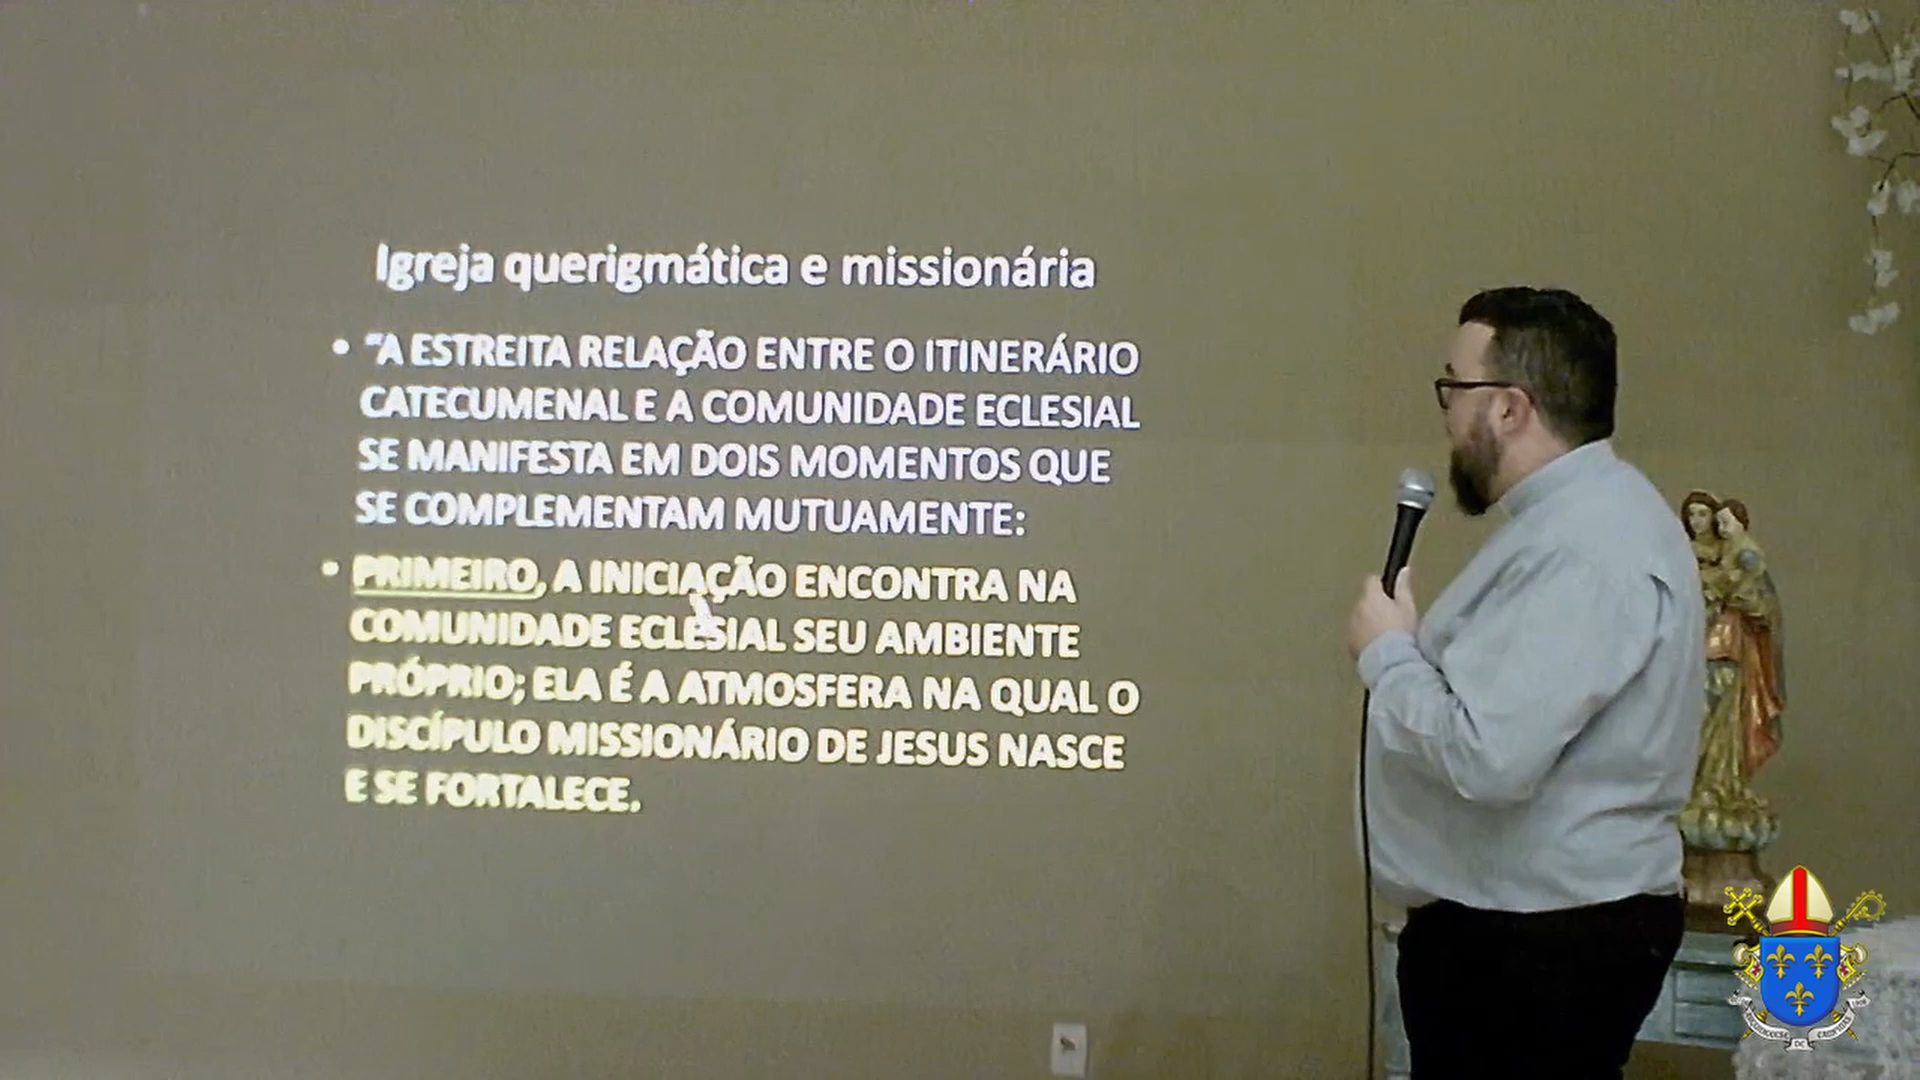 Igreja querigmática e missionária
• “A ESTREITA RELAÇÃO ENTRE O ITINERÁRIO
CATECUMENAL E A COMUNIDADE ECLESIAL
SE MANIFESTA EM DOIS MOMENTOS QUE
SE COMPLEMENTAM MUTUAMENTE:
• PRIMEIRO, A INICIAÇÃO ENCONTRA NA
COMUNIDADE ECLESIAL SEU AMBIENTE
PRÓPRIO; ELA É A ATMOSFERA NA QUAL O
DISCÍPULO MISSIONÁRIO DE JESUS NASCE
E SE FORTALECE.